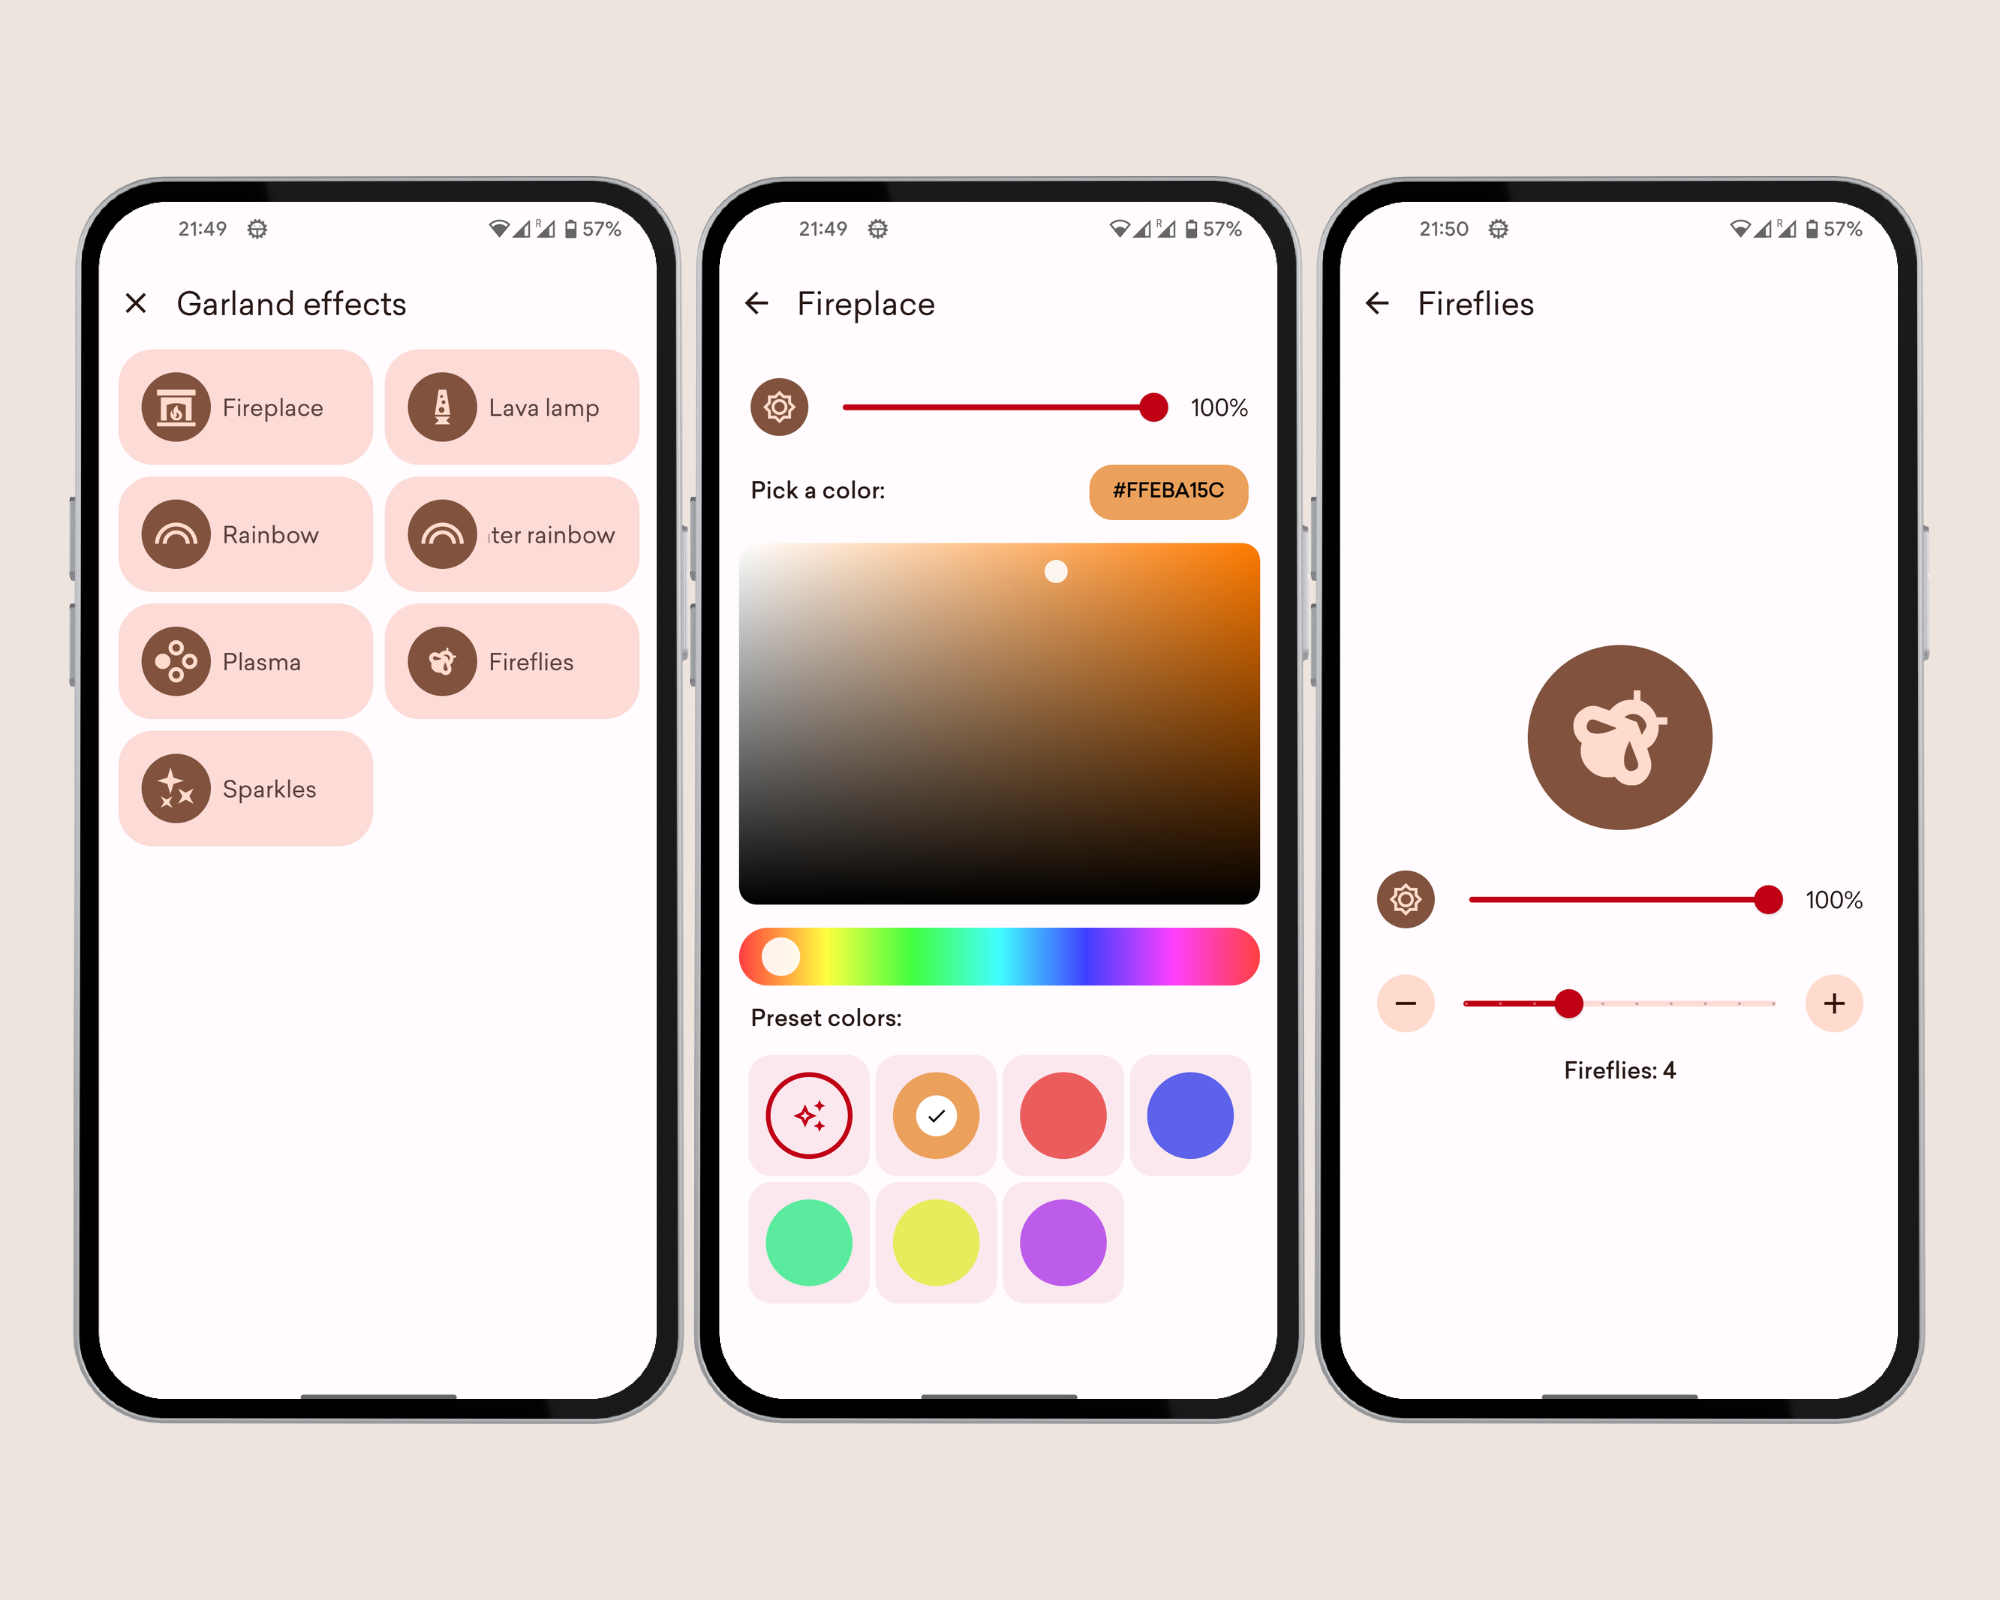 21:49
R
57%
Garland effects
Fireplace
Lava lamp
Rainbow
ter rainbow
Plasma
Fireflies
Sparkles
21:49
R
57%
Fireplace
100%
Pick a color:
#FFEBA15C
Preset colors:
21:50
R
57%
Fireflies
100%
Fireflies: 4